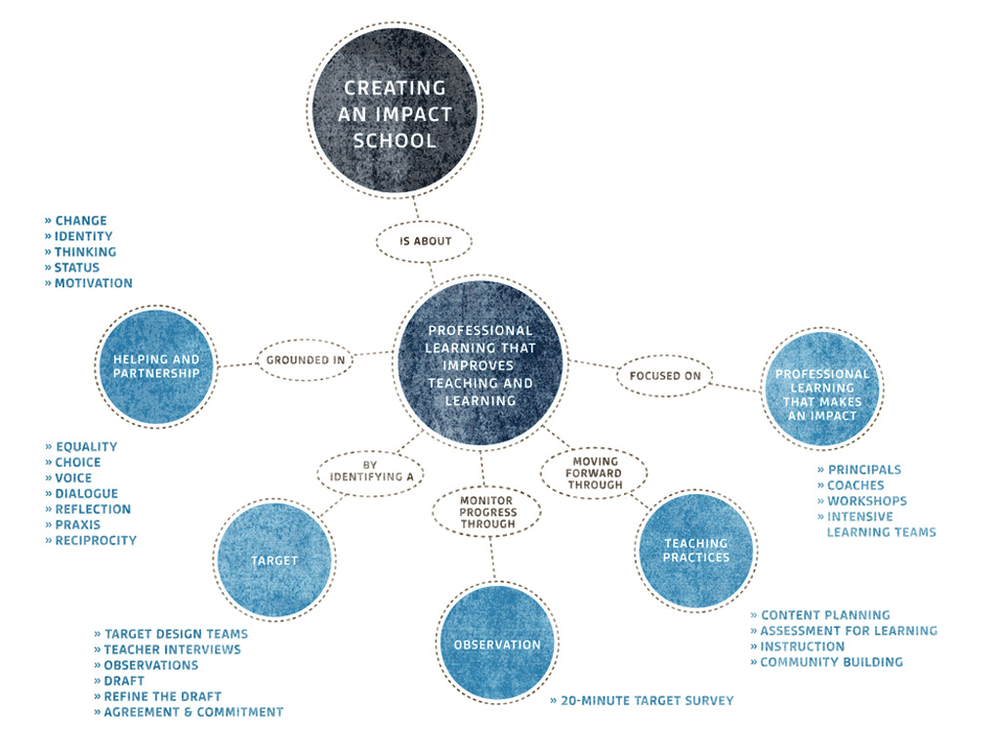 CREATING
AN IMPACT
SCHOOL
IS ABOUT
» CHANGE
» IDENTITY
» THINKING
» STATUS
» MOTIVATION
HELPING AND
PARTNERSHIP
» EQUALITY
» CHOICE
» VOICE
» DIALOGUE
» REFLECTION
» PRAXIS
» RECIPROCITY
GROUNDED IN
PROFESSIONAL
LEARNING THAT
IMPROVES
TEACHING AND
LEARNING
FOCUSED ON
PROFESSIONAL
LEARNING
THAT MAKES
AN IMPACT
» PRINCIPALS
» COACHES
» WORKSHOPS
» INTENSIVE
LEARNING TEAMS
BY
IDENTIFYING A
TARGET
» TARGET DESIGN TEAMS
» TEACHER INTERVIEWS
» OBSERVATIONS
» DRAFT
» REFINE THE DRAFT
» AGREEMENT & COMMITMENT
MONITOR
PROGRESS
THROUGH
OBSERVATION
» 20-MINUTE TARGET SURVEY
MOVING
FORWARD
THROUGH
TEACHING
PRACTICES
» CONTENT PLANNING
» ASSESSMENT FOR LEARNING
» INSTRUCTION
» COMMUNITY BUILDING